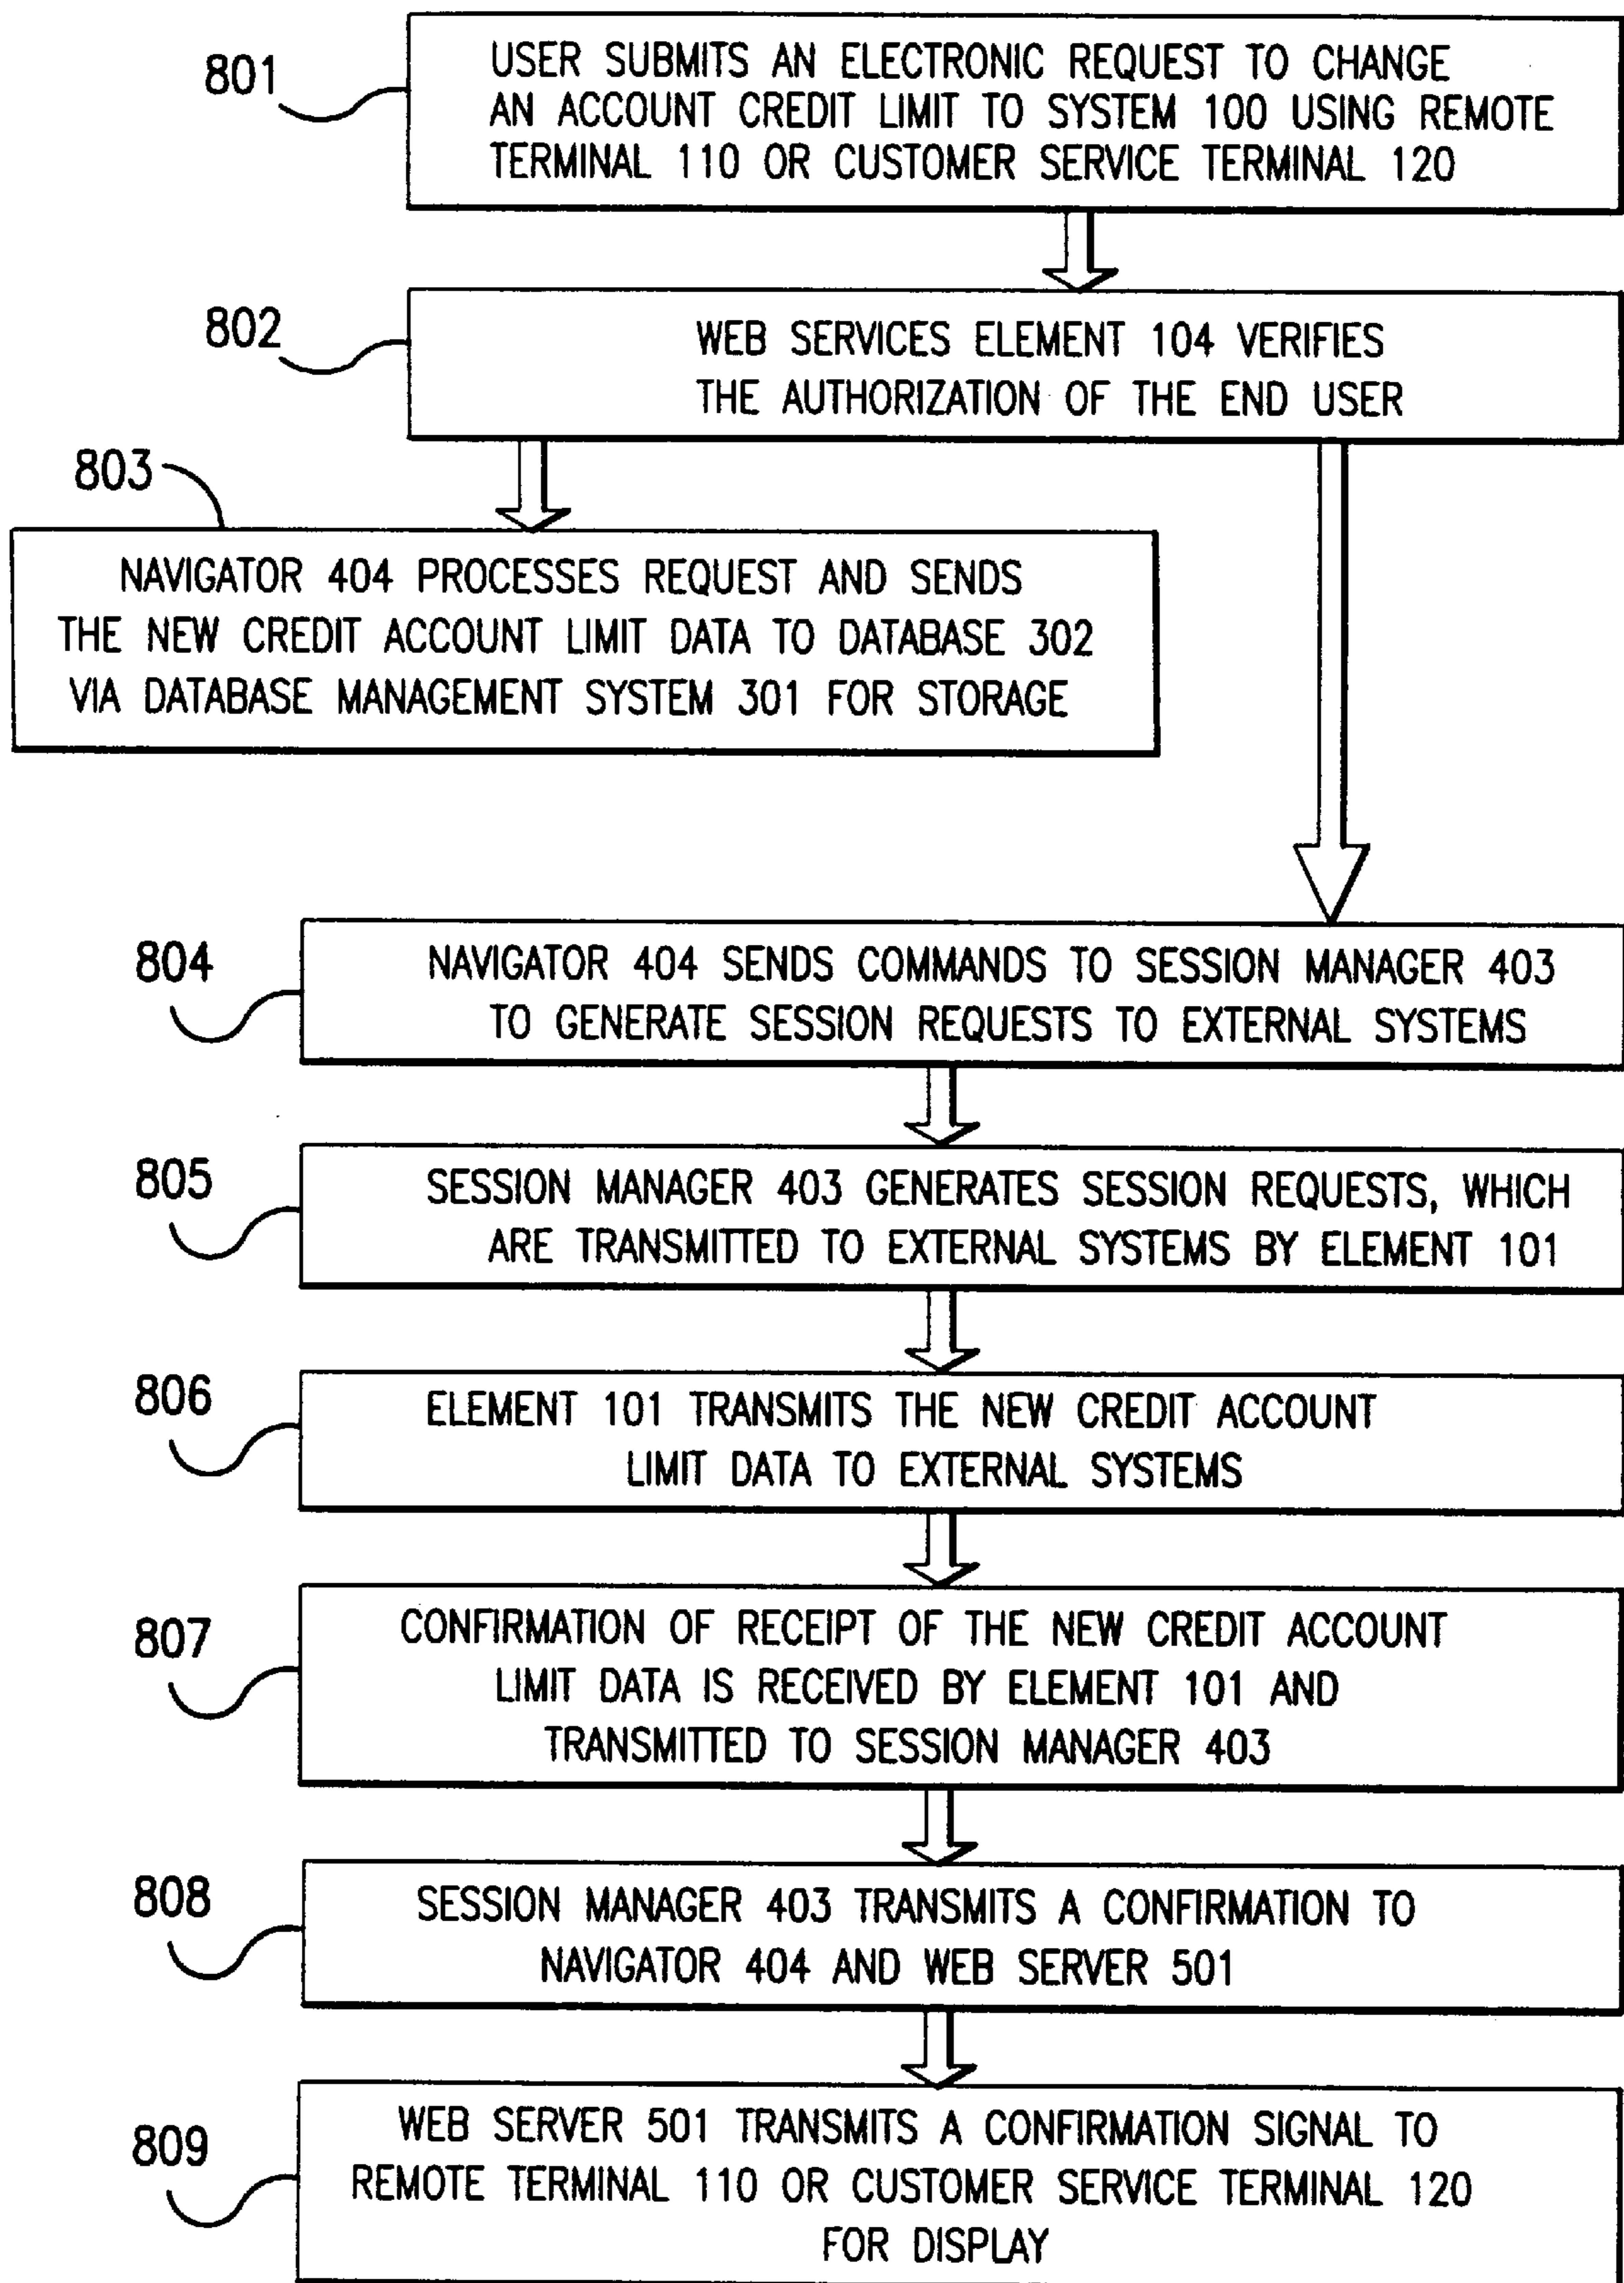 801
USER SUBMITS AN ELECTRONIC REQUEST TO CHANGE
AN ACCOUNT CREDIT LIMIT TO SYSTEM 100 USING REMOTE
TERMINAL 110 OR CUSTOMER SERVICE TERMINAL 120
802
WEB SERVICES ELEMENT 104 VERIFIES
THE AUTHORIZATION OF THE END USER
803
NAVIGATOR 404 PROCESSES REQUEST AND SENDS
THE NEW CREDIT ACCOUNT LIMIT DATA TO DATABASE 302
VIA DATABASE MANAGEMENT SYSTEM 301 FOR STORAGE
804
NAVIGATOR 404 SENDS COMMANDS TO SESSION MANAGER 403
TO GENERATE SESSION REQUESTS TO EXTERNAL SYSTEMS
805
SESSION MANAGER 403 GENERATES SESSION REQUESTS, WHICH
ARE TRANSMITTED TO EXTERNAL SYSTEMS BY ELEMENT 101
806
ELEMENT 101 TRANSMITS THE NEW CREDIT ACCOUNT
LIMIT DATA TO EXTERNAL SYSTEMS
807
CONFIRMATION OF RECEIPT OF THE NEW CREDIT ACCOUNT
LIMIT DATA IS RECEIVED BY ELEMENT 101 AND
TRANSMITTED TO SESSION MANAGER 403
808
SESSION MANAGER 403 TRANSMITS A CONFIRMATION TO
NAVIGATOR 404 AND WEB SERVER 501
809
WEB SERVER 501 TRANSMITS A CONFIRMATION SIGNAL TO
REMOTE TERMINAL 110 OR CUSTOMER SERVICE TERMINAL 120
FOR DISPLAY